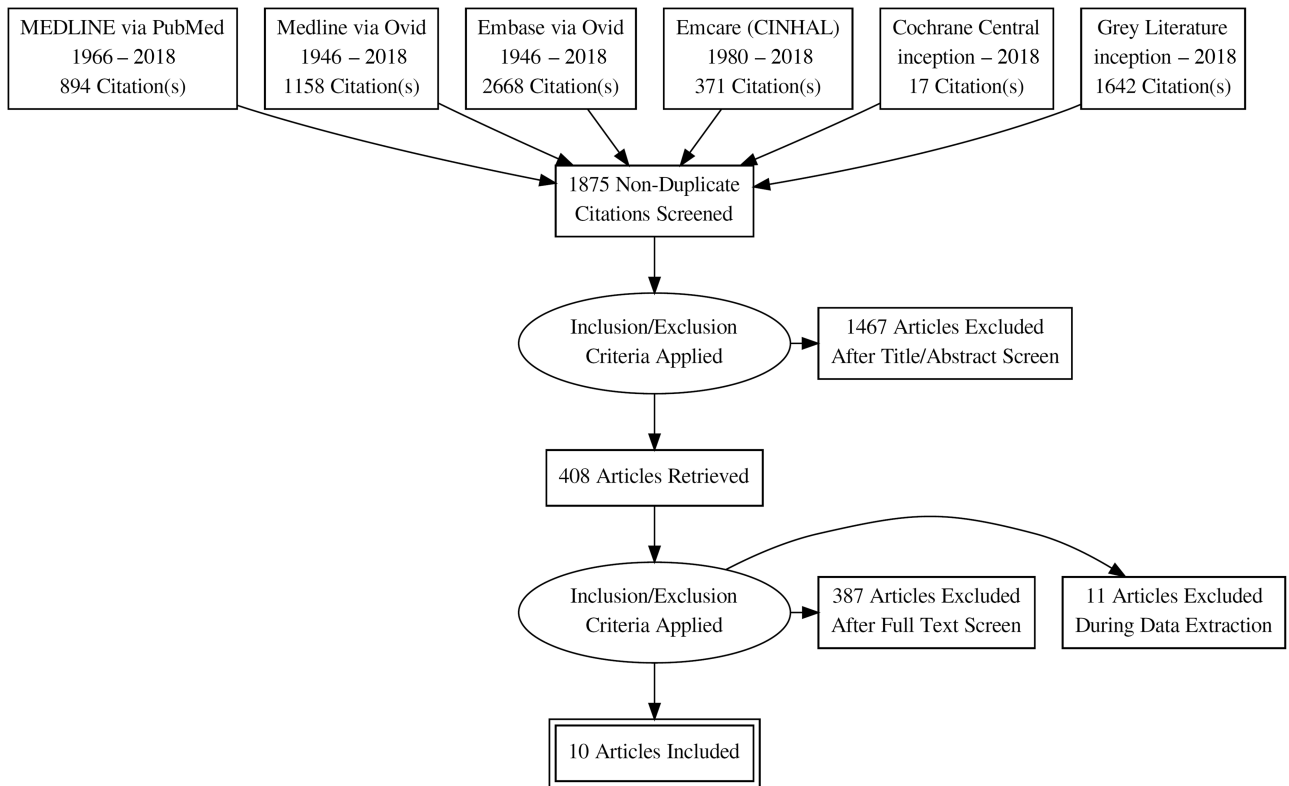 MEDLINE via PubMed
1966 – 2018
894 Citation(s)
Medline via Ovid
1946 – 2018
1158 Citation(s)
Embase via Ovid
1946 – 2018
2668 Citation(s)
Emcare (CINHAL)
1980 – 2018
371 Citation(s)
Cochrane Central
inception – 2018
17 Citation(s)
Grey Literature
inception – 2018
1642 Citation(s)
1875 Non-Duplicate
Citations Screened
Inclusion/Exclusion
Criteria Applied
1467 Articles Excluded
After Title/Abstract Screen
408 Articles Retrieved
Inclusion/Exclusion
Criteria Applied
387 Articles Excluded
After Full Text Screen
11 Articles Excluded
During Data Extraction
10 Articles Included